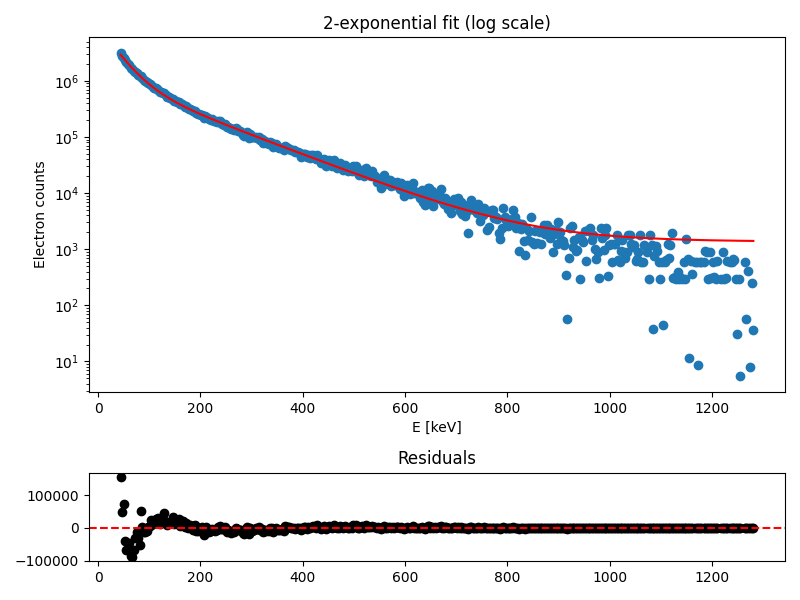 2-exponential fit (log scale)
Electron counts
10⁶
10⁵
10⁴
10³
10²
10¹
0 200 400 600 800 1000 1200
E [keV]
Residuals
100000
0
−100000
0 200 400 600 800 1000 1200